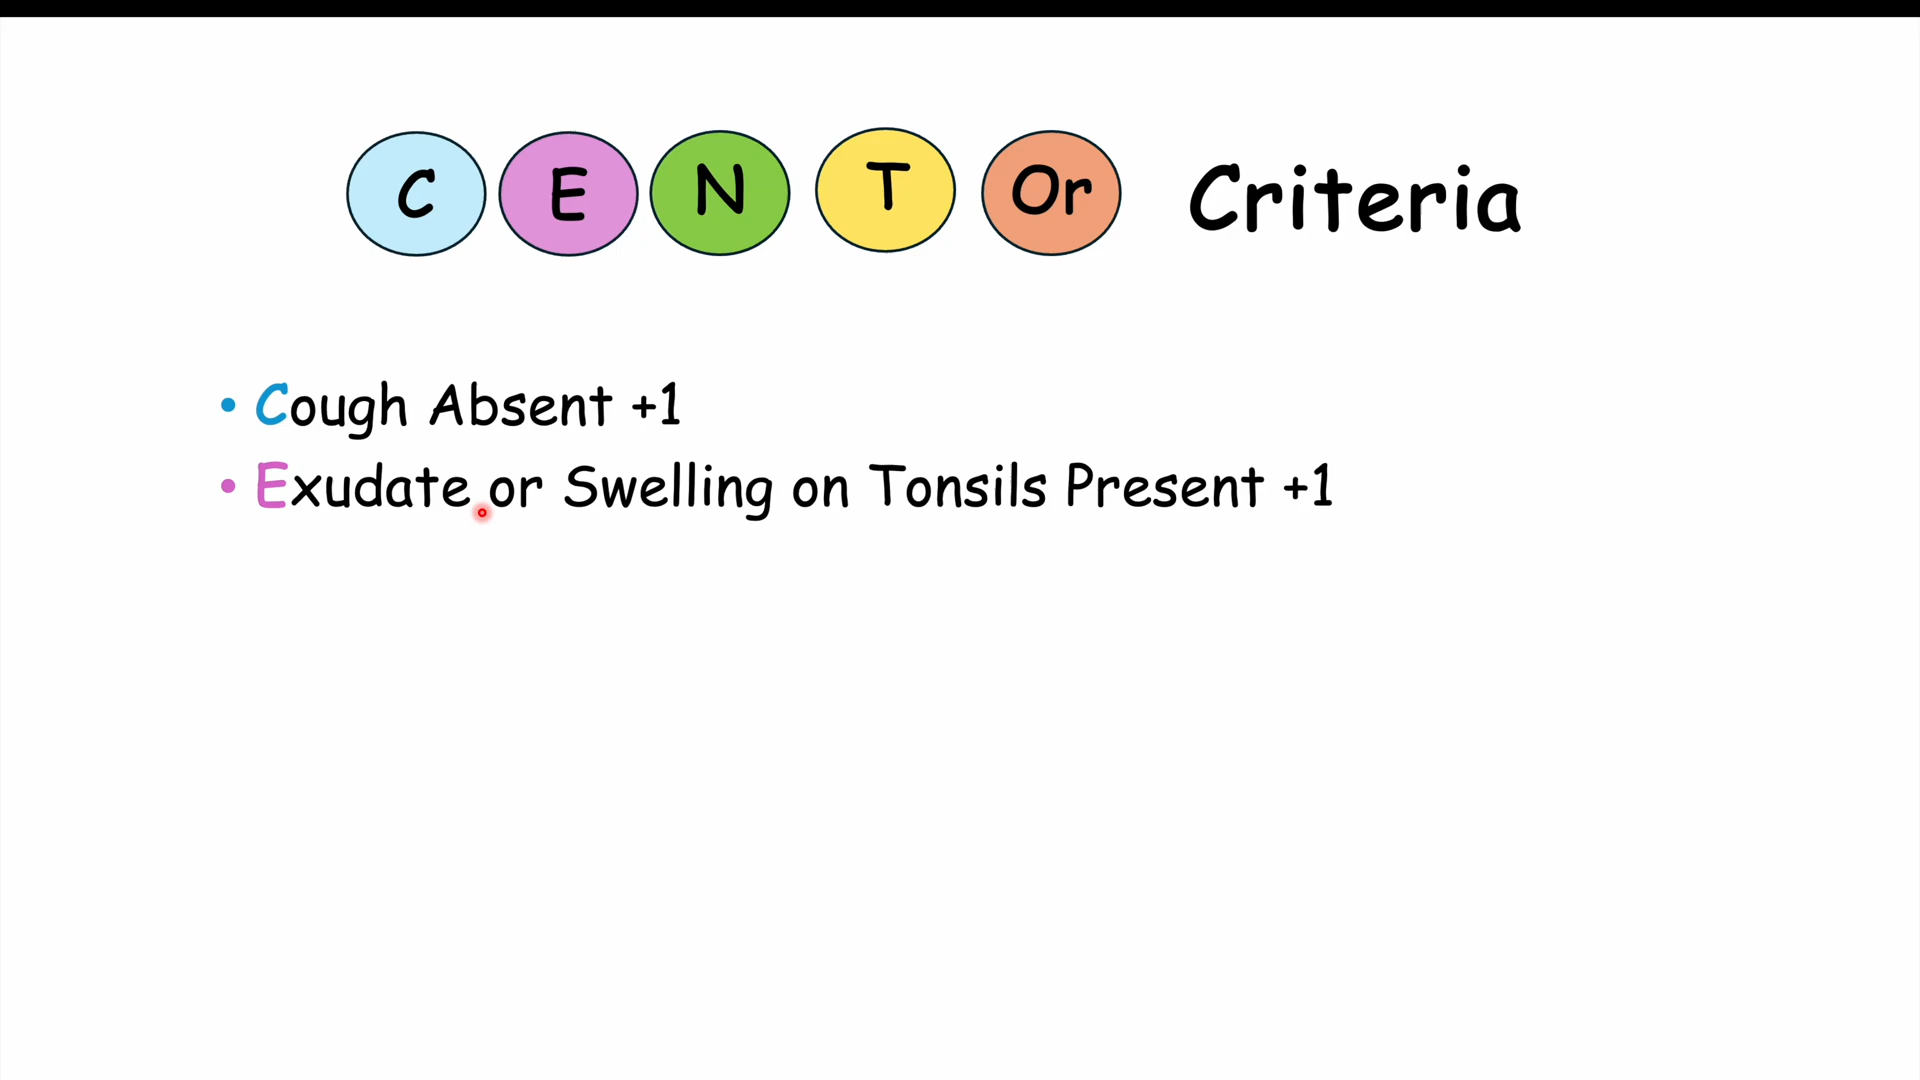 C E N T Or Criteria
• Cough Absent +1
• Exudate or Swelling on Tonsils Present +1